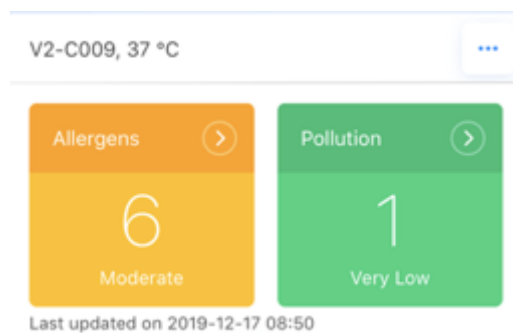 V2-C009, 37 °C
Allergens
Pollution
6
1
Moderate
Very Low
Last updated on 2019-12-17 08:50